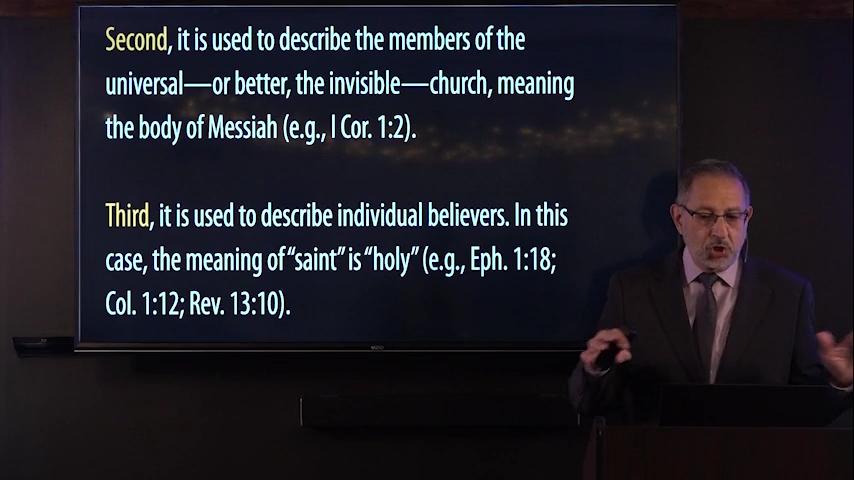 Second, it is used to describe the members of the
universal—or better, the invisible—church, meaning
the body of Messiah (e.g., I Cor. 1:2).
Third, it is used to describe individual believers. In this
case, the meaning of “saint” is “holy” (e.g., Eph. 1:18;
Col. 1:12; Rev. 13:10).
VIZIO